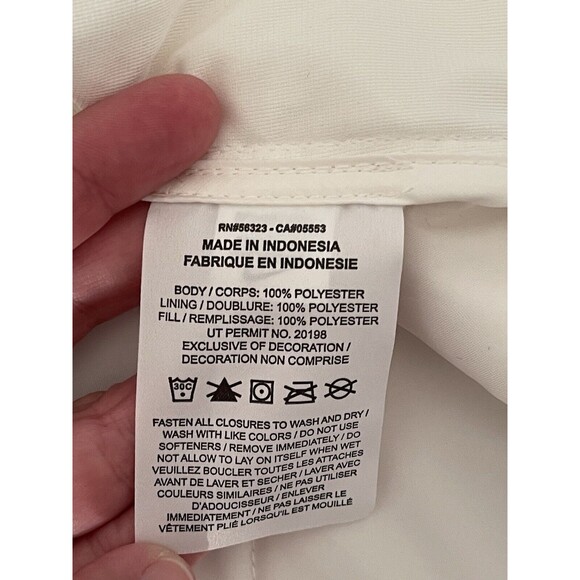 RN#56323 - CA#05553
MADE IN INDONESIA
FABRIQUE EN INDONESIE
BODY / CORPS: 100% POLYESTER
LINING / DOUBLURE: 100% POLYESTER
FILL / REMPLISSAGE: 100% POLYESTER
UT PERMIT NO. 20198
EXCLUSIVE OF DECORATION /
DECORATION NON COMPRISE
30C
FASTEN ALL CLOSURES TO WASH AND DRY /
WASH WITH LIKE COLORS / DO NOT USE
SOFTENERS / REMOVE IMMEDIATELY / DO
NOT ALLOW TO LAY ON ITSELF WHEN WET
VEUILLEZ BOUCLER TOUTES LES ATTACHES
AVANT DE LAVER ET SECHER / LAVER AVEC
COULEURS SIMILAIRES / NE PAS UTILISER
D'ADOUCISSEUR / ENLEVER
IMMEDIATEMENT / NE PAS LAISSER LE
VÊTEMENT PLIÉ LORSQU'IL EST MOUILLÉ